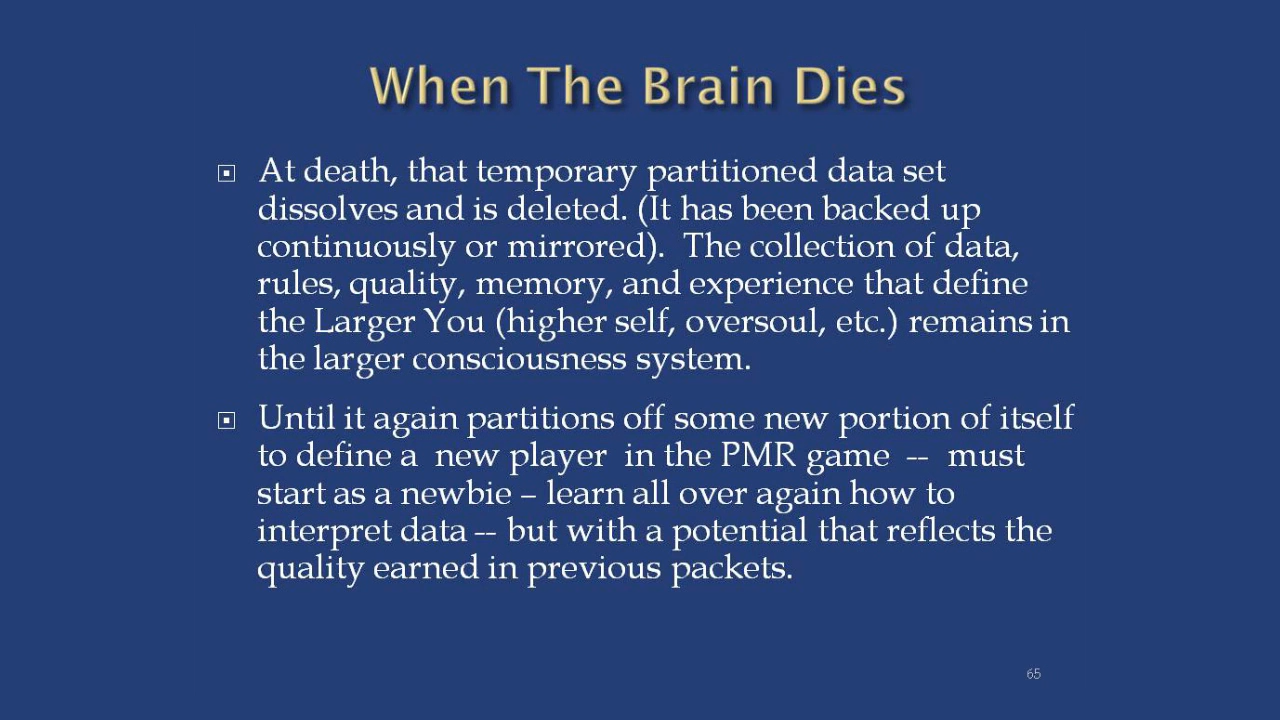 When The Brain Dies
At death, that temporary partitioned data set
dissolves and is deleted. (It has been backed up
continuously or mirrored).  The collection of data,
rules, quality, memory, and experience that define
the Larger You (higher self, oversoul, etc.) remains in
the larger consciousness system.
Until it again partitions off some new portion of itself
to define a  new player  in the PMR game  --  must
start as a newbie – learn all over again how to
interpret data -- but with a potential that reflects the
quality earned in previous packets.
65